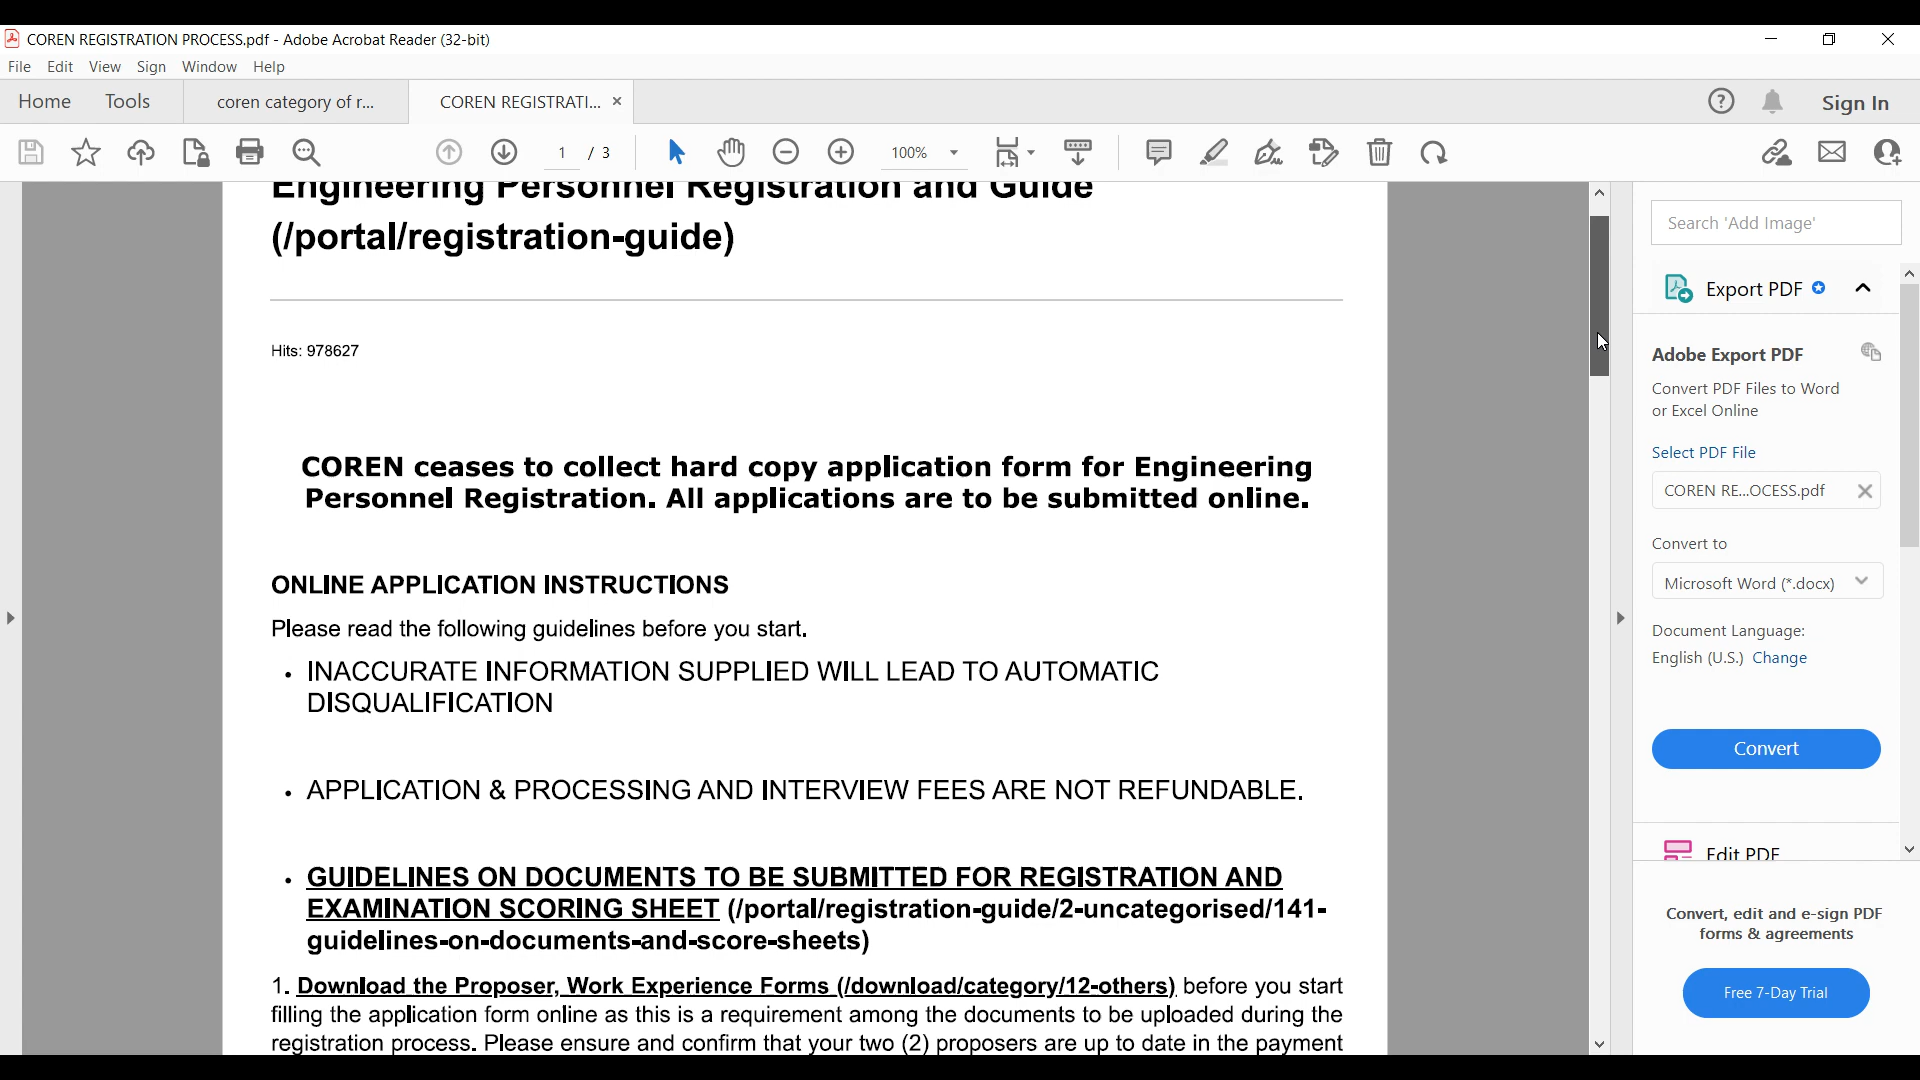 COREN REGISTRATION PROCESS.pdf - Adobe Acrobat Reader (32-bit)
File Edit View Sign Window Help
Home Tools coren category of r... COREN REGISTRATI... × Sign In
1 / 3 100%
Engineering Personnel Registration and Guide
(/portal/registration-guide)
Hits: 978627
COREN ceases to collect hard copy application form for Engineering
Personnel Registration. All applications are to be submitted online.
ONLINE APPLICATION INSTRUCTIONS
Please read the following guidelines before you start.
• INACCURATE INFORMATION SUPPLIED WILL LEAD TO AUTOMATIC
DISQUALIFICATION
• APPLICATION & PROCESSING AND INTERVIEW FEES ARE NOT REFUNDABLE.
• GUIDELINES ON DOCUMENTS TO BE SUBMITTED FOR REGISTRATION AND
EXAMINATION SCORING SHEET (/portal/registration-guide/2-uncategorised/141-
guidelines-on-documents-and-score-sheets)
1. Download the Proposer, Work Experience Forms (/download/category/12-others) before you start
filling the application form online as this is a requirement among the documents to be uploaded during the
registration process. Please ensure and confirm that your two (2) proposers are up to date in the payment
Search 'Add Image'
Export PDF
Adobe Export PDF
Convert PDF Files to Word
or Excel Online
Select PDF File
COREN RE...OCESS.pdf
Convert to
Microsoft Word (*.docx)
Document Language:
English (U.S.) Change
Convert
Edit PDF
Convert, edit and e-sign PDF
forms & agreements
Free 7-Day Trial